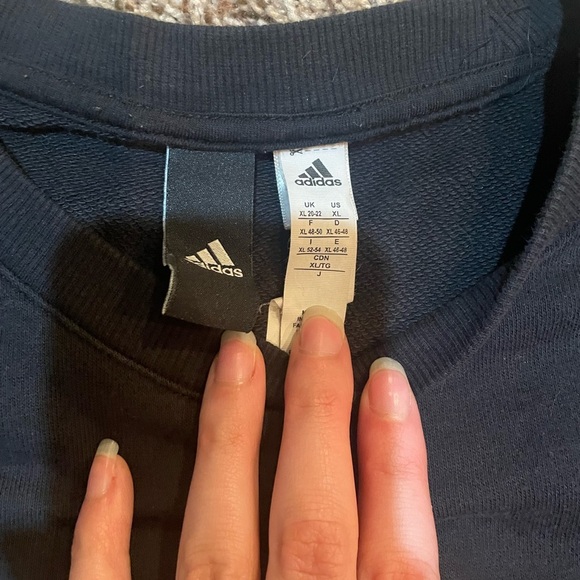 adidas
adidas
UK US
XL 20-22 XL
F D
XL 48-50 XL 46-48
I E
XL 52-54 XL 46-48
CDN
XL/TG
J